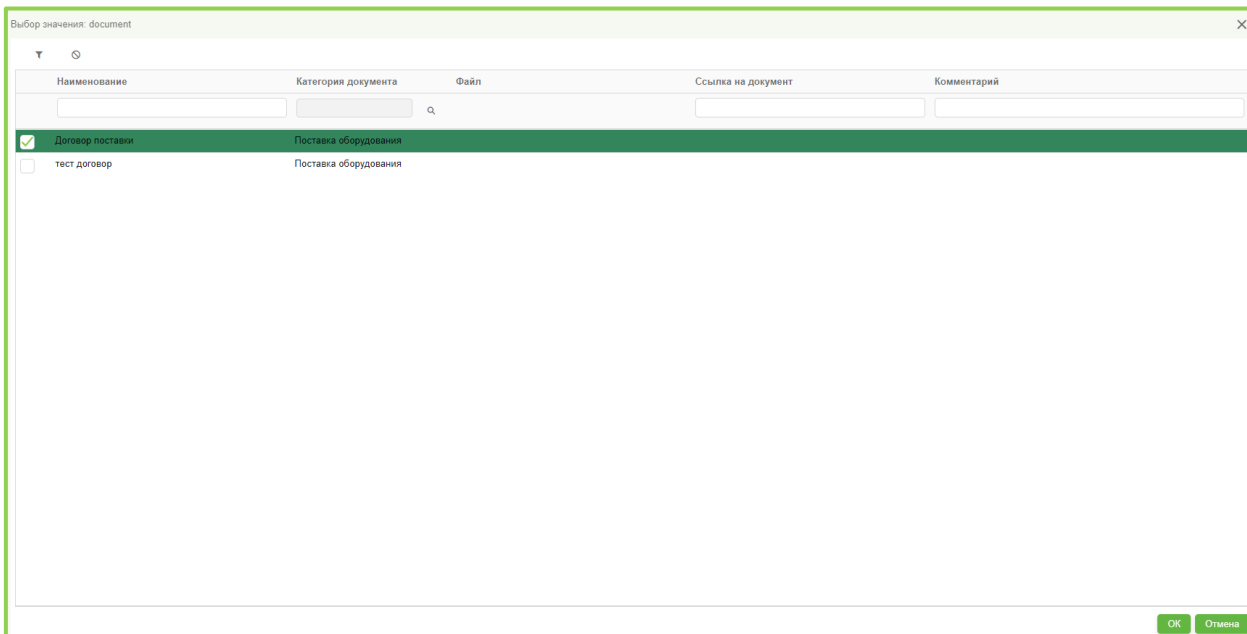 Выбор значения: document
Наименование Категория документа Файл Ссылка на документ Комментарий
Договор поставки Поставка оборудования
тест договор Поставка оборудования
ОК Отмена